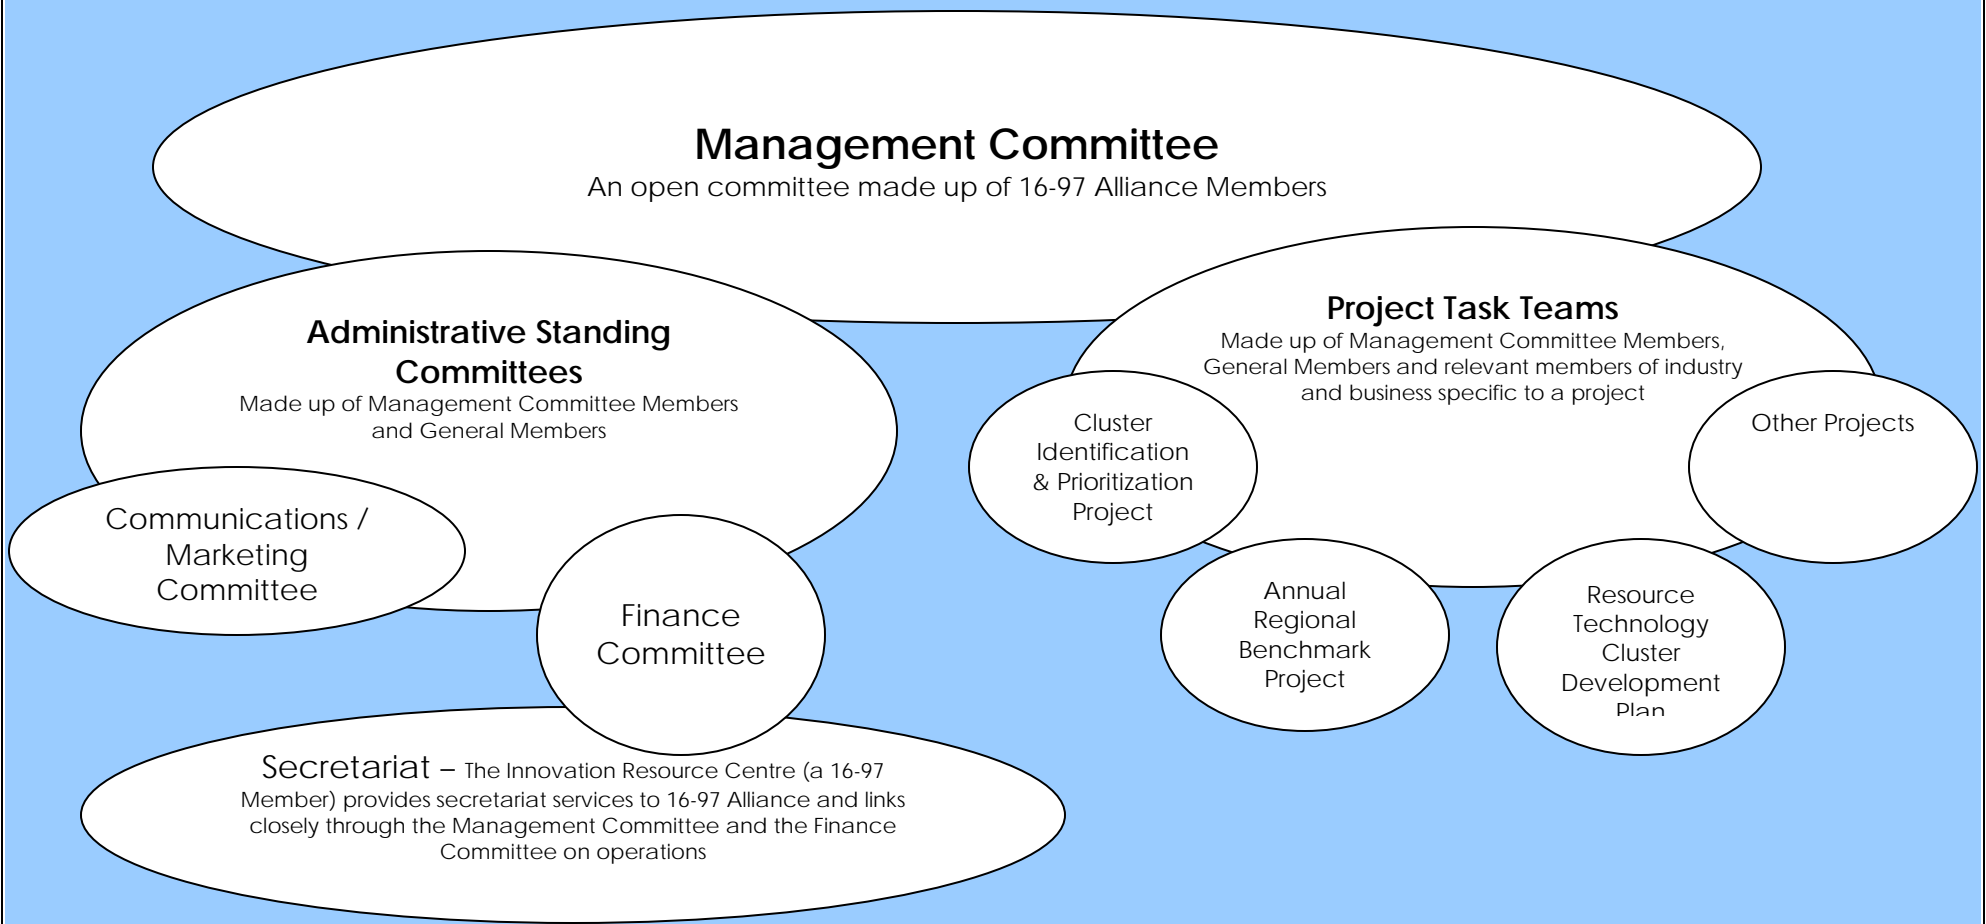 Management Committee
An open committee made up of 16-97 Alliance Members
Administrative Standing
Committees
Made up of Management Committee Members
and General Members
Communications /
Marketing
Committee
Finance
Committee
Secretariat – The Innovation Resource Centre (a 16-97
Member) provides secretariat services to 16-97 Alliance and links
closely through the Management Committee and the Finance
Committee on operations
Project Task Teams
Made up of Management Committee Members,
General Members and relevant members of industry
and business specific to a project
Cluster
Identification
& Prioritization
Project
Annual
Regional
Benchmark
Project
Resource
Technology
Cluster
Development
Plan
Other Projects